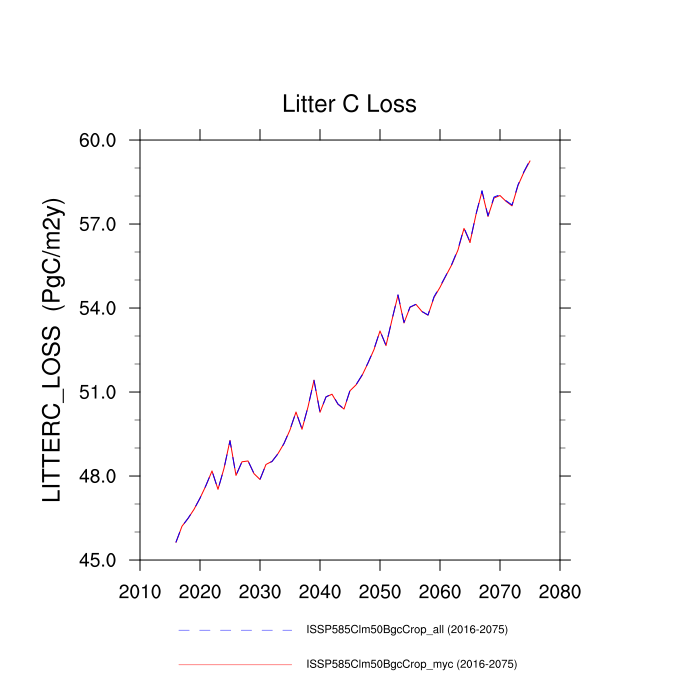 Litter C Loss
LITTERC_LOSS (PgC/m2y)
60.0
57.0
54.0
51.0
48.0
45.0
2010 2020 2030 2040 2050 2060 2070 2080
ISSP585Clm50BgcCrop_all (2016-2075)
ISSP585Clm50BgcCrop_myc (2016-2075)